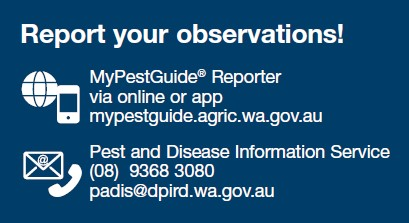 Report your observations!
MyPestGuide® Reporter
via online or app
mypestguide.agric.wa.gov.au
@
Pest and Disease Information Service
(08) 9368 3080
padis@dpird.wa.gov.au